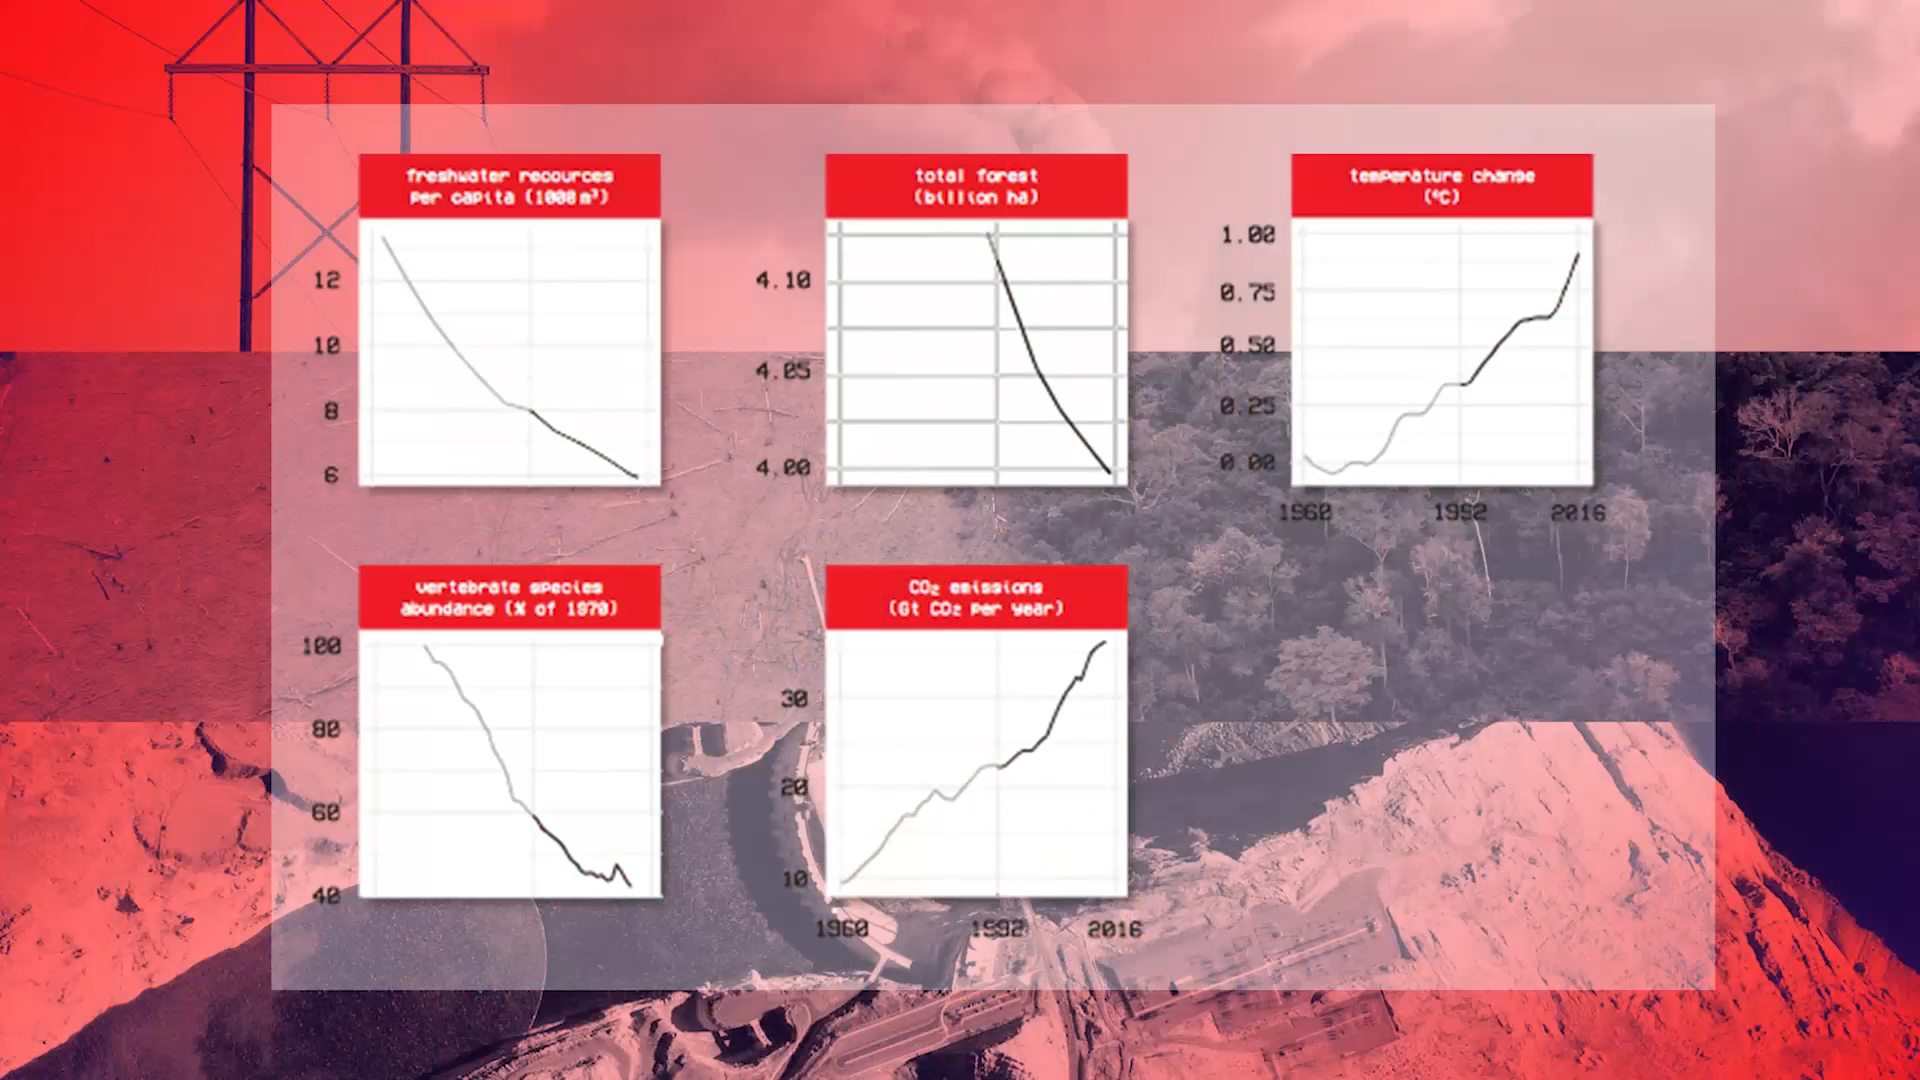 freshwater recources
per capita (1000 m³)
12
10
8
6
total forest
(billion ha)
4.10
4.05
4.00
temperature change
(°C)
1.00
0.75
0.50
0.25
0.00
1960 1992 2016
vertebrate species
abundance (% of 1970)
100
80
60
40
CO₂ emissions
(Gt CO₂ per year)
30
20
10
1960 1992 2016